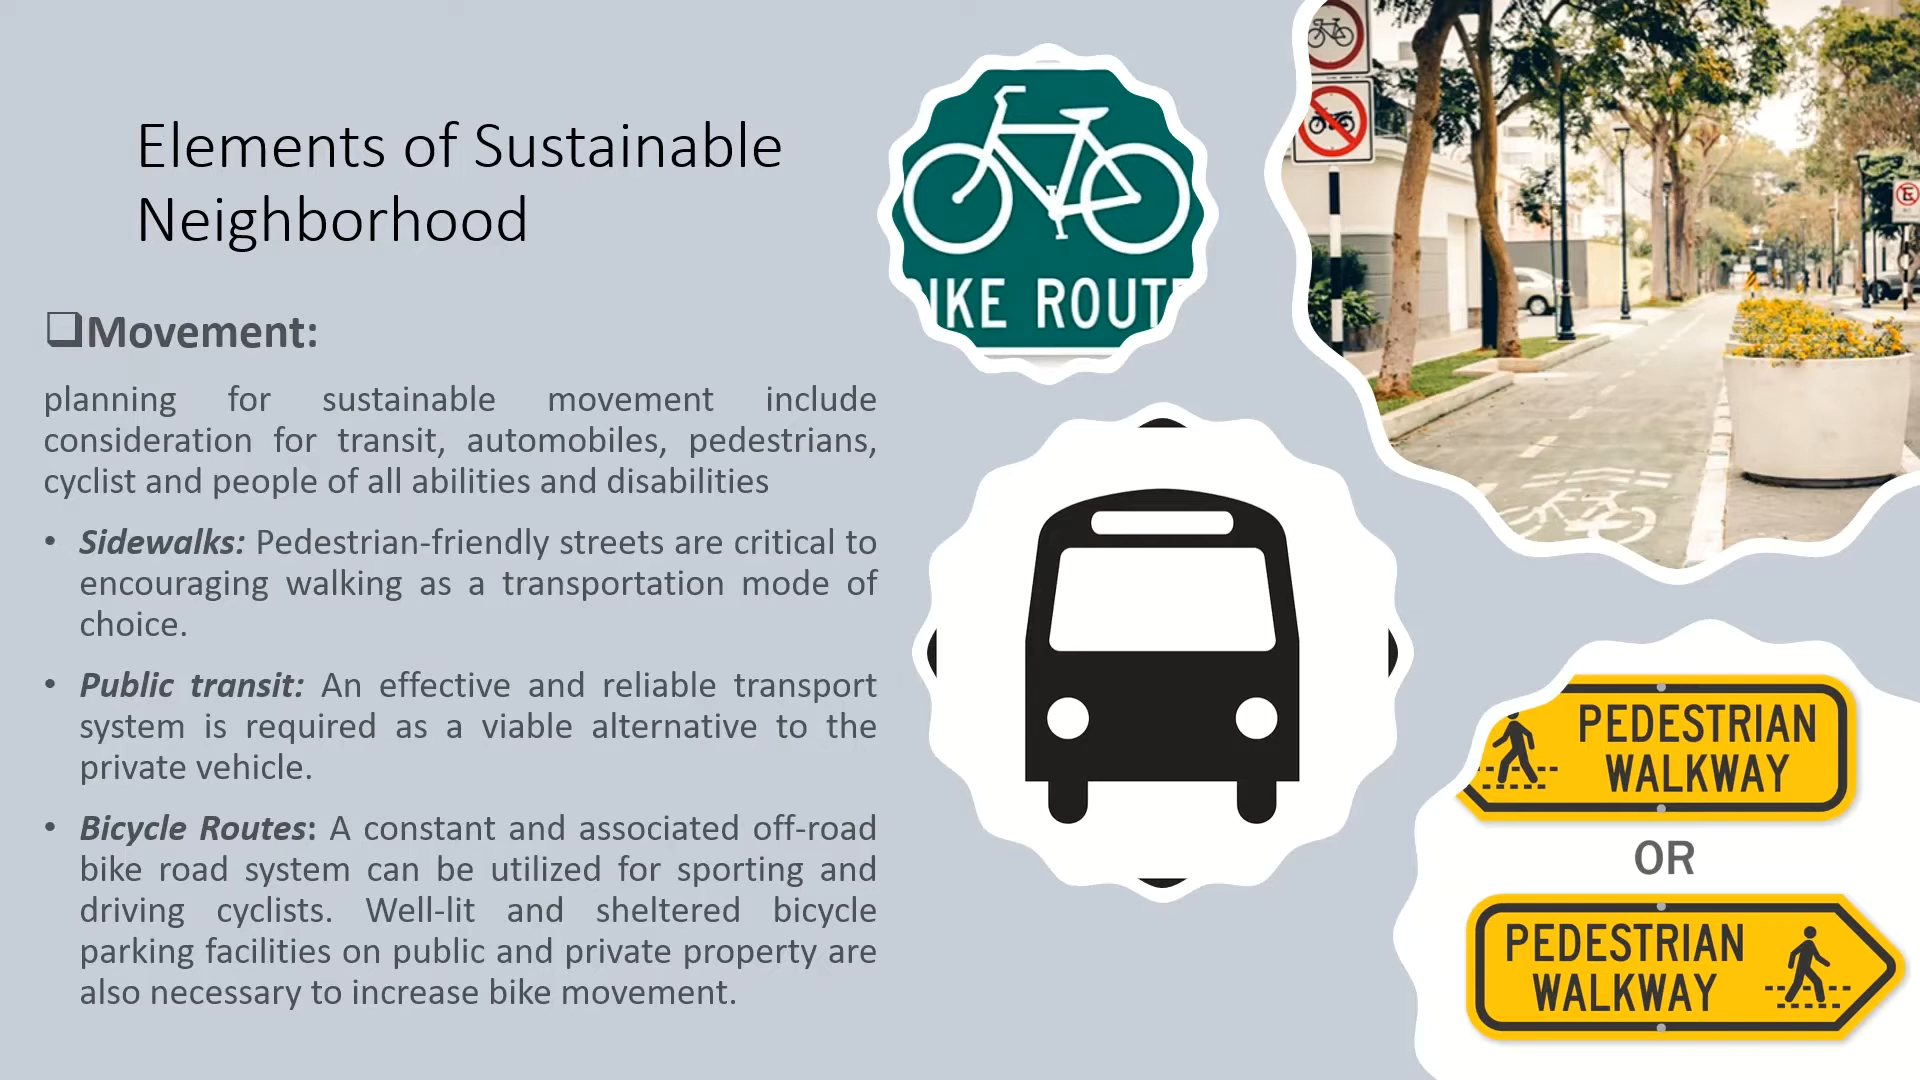 Elements of Sustainable
Neighborhood
Movement:
planning for sustainable movement include
consideration for transit, automobiles, pedestrians,
cyclist and people of all abilities and disabilities
• Sidewalks: Pedestrian-friendly streets are critical to
encouraging walking as a transportation mode of
choice.
• Public transit: An effective and reliable transport
system is required as a viable alternative to the
private vehicle.
• Bicycle Routes: A constant and associated off-road
bike road system can be utilized for sporting and
driving cyclists. Well-lit and sheltered bicycle
parking facilities on public and private property are
also necessary to increase bike movement.
IKE ROUT
E
PEDESTRIAN
WALKWAY
OR
PEDESTRIAN
WALKWAY